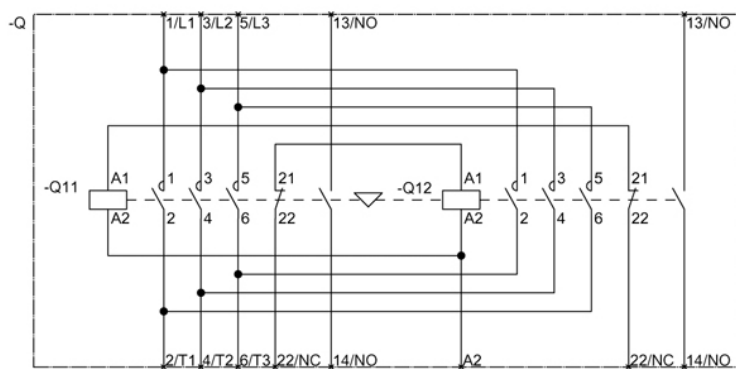 -Q 1/L1 3/L2 5/L3 13/NO 13/NO
-Q11 A1 1 3 5 21 -Q12 A1 1 3 5 21
A2 2 4 6 22 A2 2 4 6 22
2/T1 4/T2 6/T3 22/NC 14/NO A2 22/NC 14/NO